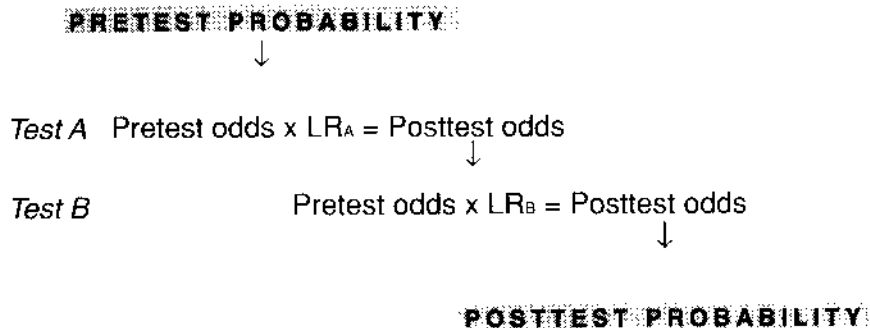 PRETEST PROBABILITY
↓
Test A Pretest odds x LRA = Posttest odds
↓
Test B Pretest odds x LRB = Posttest odds
↓
POSTTEST PROBABILITY